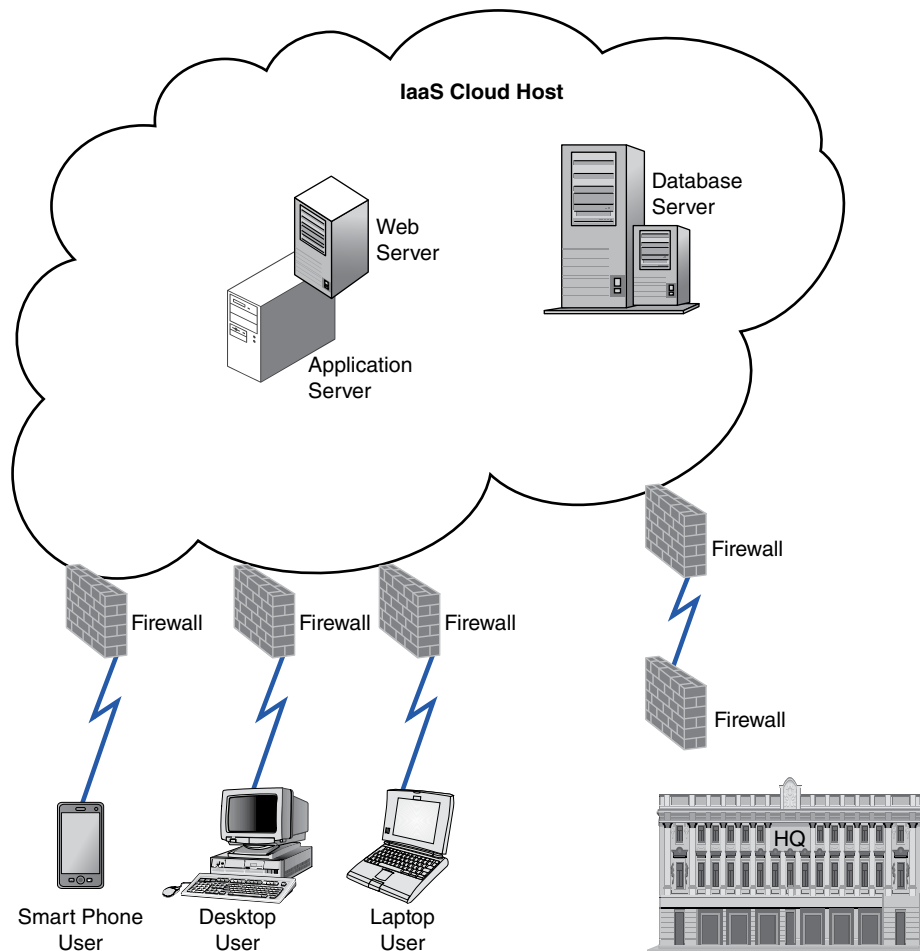 IaaS Cloud Host
Database
Server
Web
Server
Application
Server
Firewall
Firewall
Firewall
Firewall
Firewall
HQ
Smart Phone
User
Desktop
User
Laptop
User